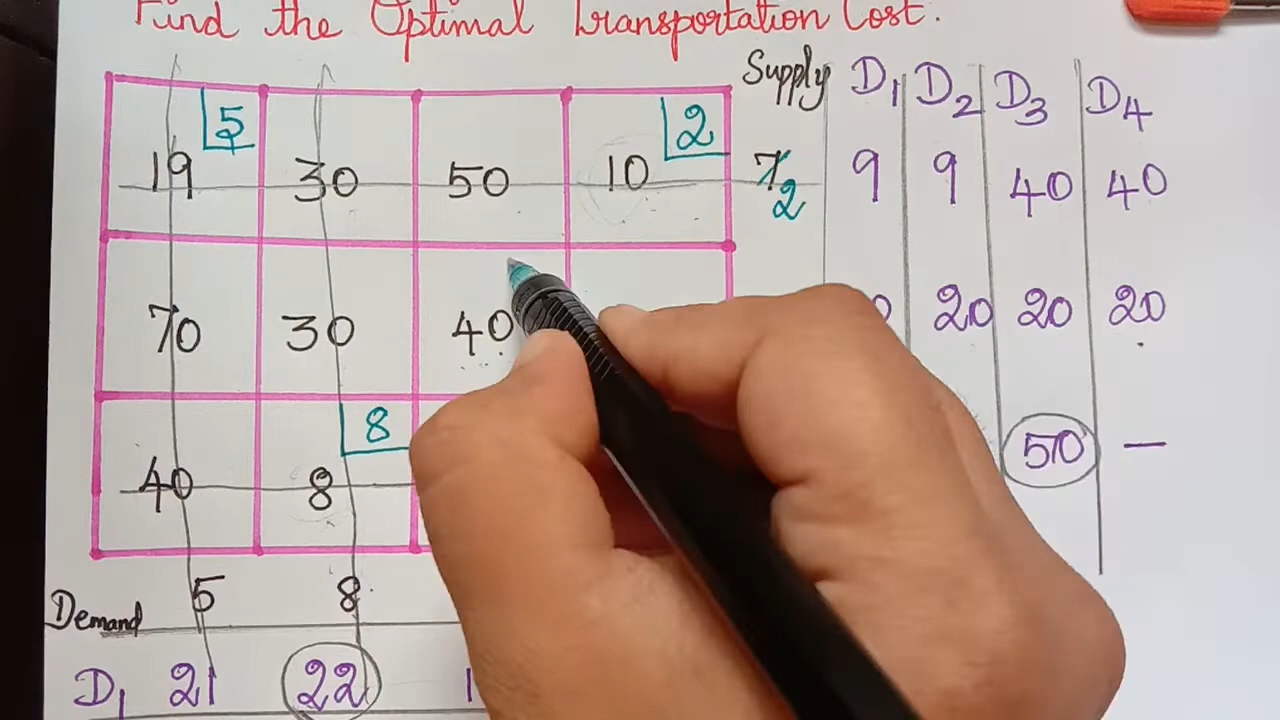 Find the Optimal Transportation Cost.
Supply D1 D2 D3 D4
19 5 30 50 10 2 7 2 9 9 40 40
70 30 40 20 20 20
40 8 8 50 —
Demand 5 8
D1 21 22